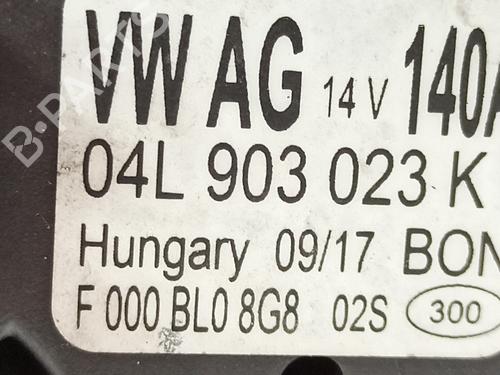 VW AG 14 V 140A
04L 903 023 K
Hungary 09/17 BON
F 000 BL0 8G8 02S 300
B-PARTS